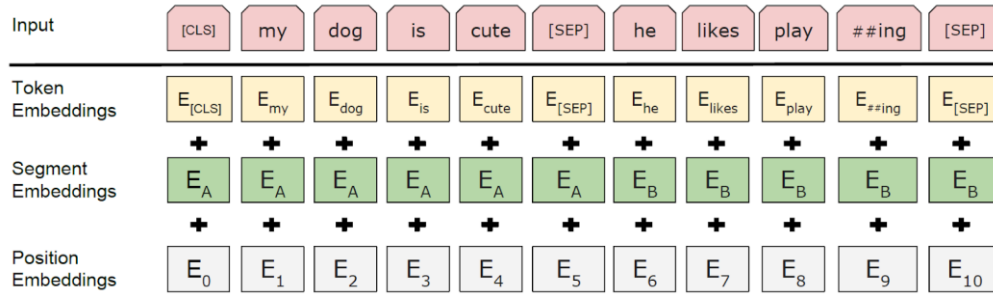 Input [CLS] my dog is cute [SEP] he likes play ##ing [SEP]
Token Embeddings E[CLS] Emy Edog Eis Ecute E[SEP] Ehe Elikes Eplay E##ing E[SEP]
+ + + + + + + + + + +
Segment Embeddings EA EA EA EA EA EA EB EB EB EB EB
+ + + + + + + + + + +
Position Embeddings E0 E1 E2 E3 E4 E5 E6 E7 E8 E9 E10